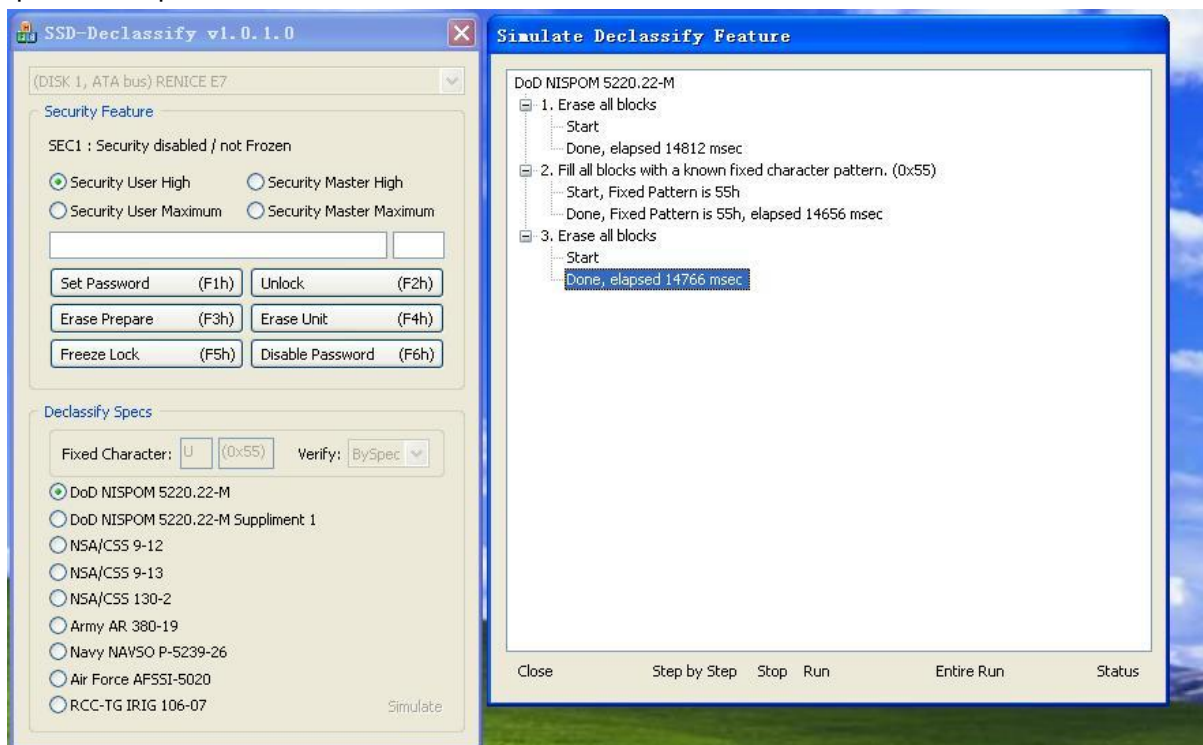 SSD-Declassify v1.0.1.0
(DISK 1, ATA bus) RENICE E7
Security Feature
SEC1 : Security disabled / not Frozen
Security User High
Security Master High
Security User Maximum
Security Master Maximum
Set Password (F1h)
Unlock (F2h)
Erase Prepare (F3h)
Erase Unit (F4h)
Freeze Lock (F5h)
Disable Password (F6h)
Declassify Specs
Fixed Character: U (0x55) Verify: BySpec
DoD NISPOM 5220.22-M
DoD NISPOM 5220.22-M Suppliment 1
NSA/CSS 9-12
NSA/CSS 9-13
NSA/CSS 130-2
Army AR 380-19
Navy NAVSO P-5239-26
Air Force AFSSI-5020
RCC-TG IRIG 106-07
Simulate
Simulate Declassify Feature
DoD NISPOM 5220.22-M
1. Erase all blocks
Start
Done, elapsed 14812 msec
2. Fill all blocks with a known fixed character pattern. (0x55)
Start, Fixed Pattern is 55h
Done, Fixed Pattern is 55h, elapsed 14656 msec
3. Erase all blocks
Start
Done, elapsed 14766 msec
Close Step by Step Stop Run Entire Run Status